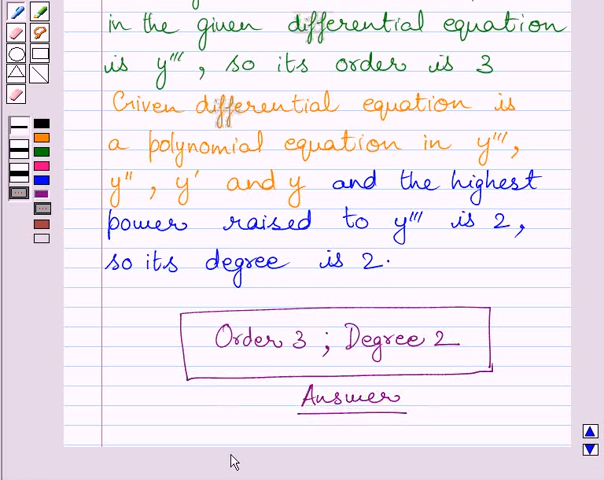 in the given differential equation
is y''', so its order is 3
Given differential equation is
a polynomial equation in y''',
y'', y' and y and the highest
power raised to y''' is 2,
so its degree is 2.
Order 3 ; Degree 2
Answer